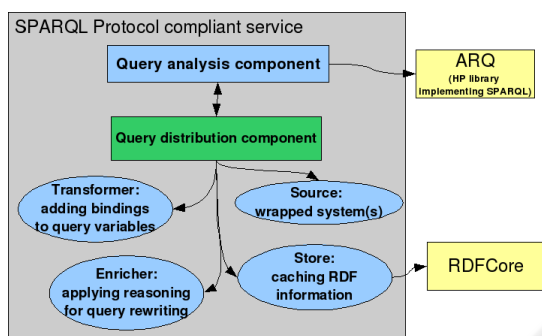 SPARQL Protocol compliant service
Query analysis component
ARQ
(HP library
implementing SPARQL)
Query distribution component
Transformer:
adding bindings
to query variables
Source:
wrapped system(s)
Store:
caching RDF
information
RDFCore
Enricher:
applying reasoning
for query rewriting